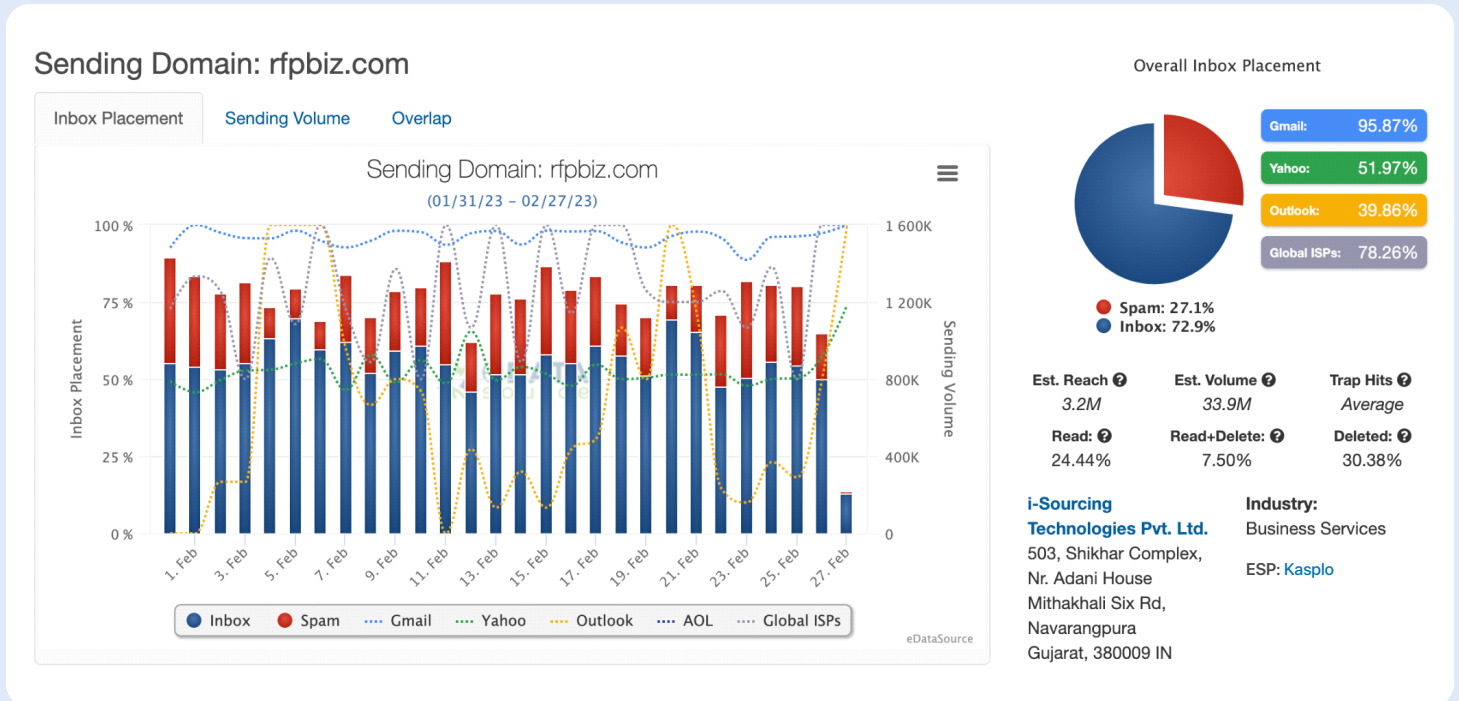 Sending Domain: rfpbiz.com
Inbox Placement
Sending Volume
Overlap
Sending Domain: rfpbiz.com
(01/31/23 – 02/27/23)
100 %
75 %
50 %
25 %
0 %
Inbox Placement
1 600K
1 200K
800K
400K
0
Sending Volume
1. Feb
3. Feb
5. Feb
7. Feb
9. Feb
11. Feb
13. Feb
15. Feb
17. Feb
19. Feb
21. Feb
23. Feb
25. Feb
27. Feb
Inbox Spam Gmail Yahoo Outlook AOL Global ISPs
eDataSource
Overall Inbox Placement
Gmail: 95.87%
Yahoo: 51.97%
Outlook: 39.86%
Global ISPs: 78.26%
Spam: 27.1%
Inbox: 72.9%
Est. Reach ? Est. Volume ? Trap Hits ?
3.2M 33.9M Average
Read: ? Read+Delete: ? Deleted: ?
24.44% 7.50% 30.38%
i-Sourcing
Technologies Pvt. Ltd.
503, Shikhar Complex,
Nr. Adani House
Mithakhali Six Rd,
Navarangpura
Gujarat, 380009 IN
Industry:
Business Services
ESP: Kasplo